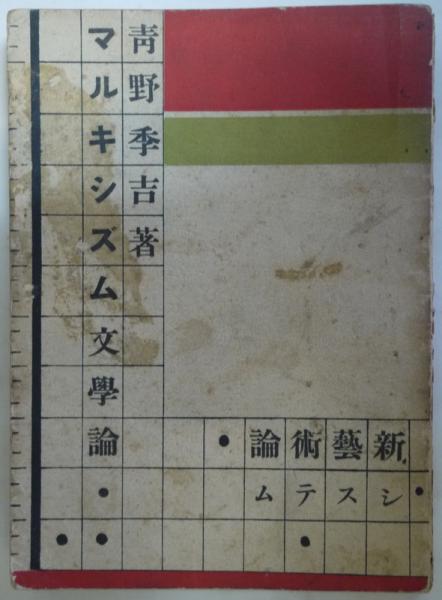 青野季吉著
マルキシズム文學論
新藝術論
システム